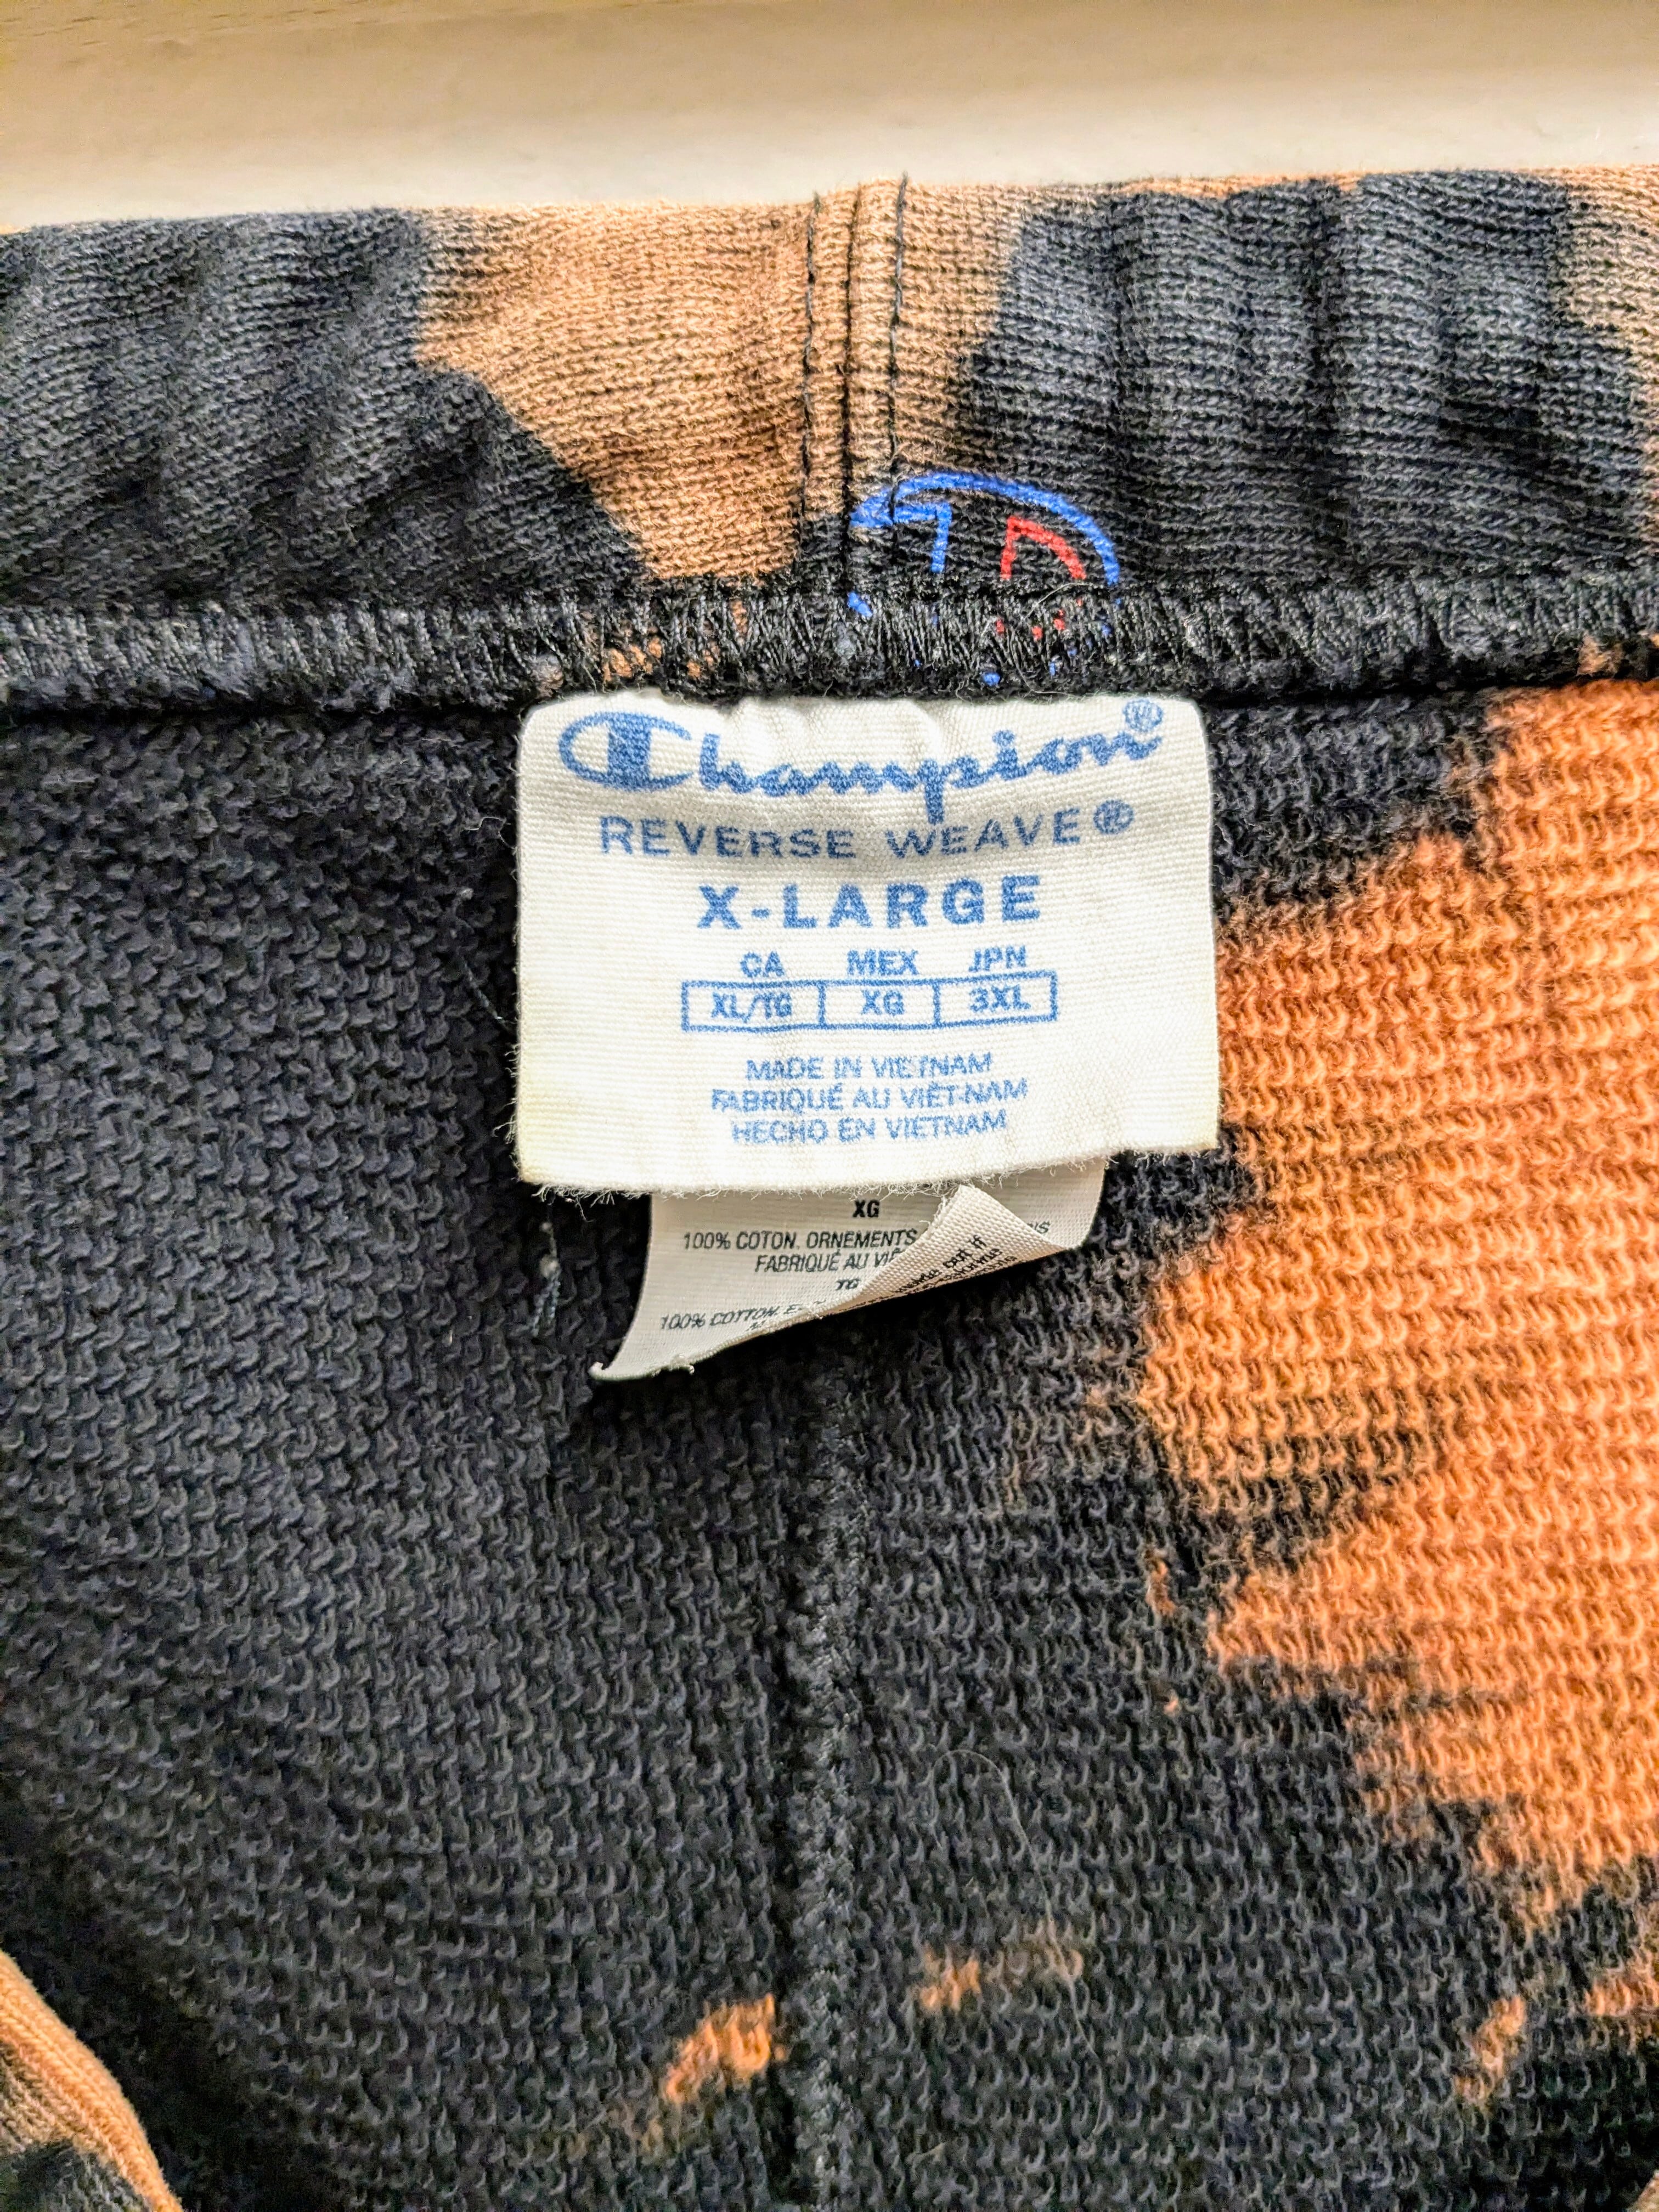 Champion®
REVERSE WEAVE®
X-LARGE
CA MEX JPN
XL/TG XG 3XL
MADE IN VIETNAM
FABRIQUÉ AU VIÊT-NAM
HECHO EN VIETNAM
XG
100% COTON. ORNEMENTS
FABRIQUÉ AU
TG
100% COTTON.